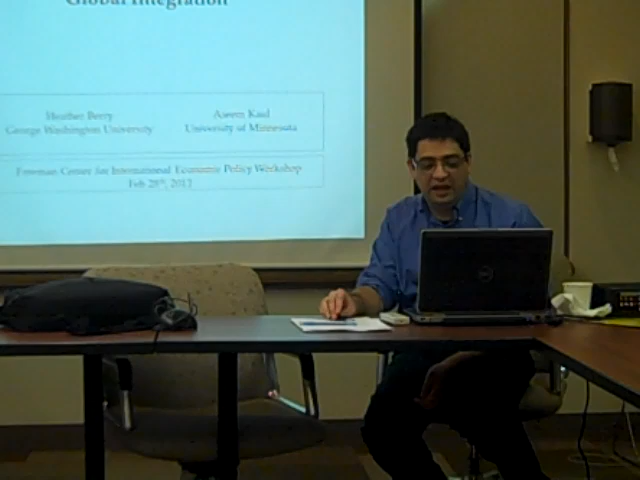 Global Integration
Heather Berry
George Washington University
Aseem Kaul
University of Minnesota
Freeman Center for International Economic Policy Workshop
Feb 28th, 2012
DELL